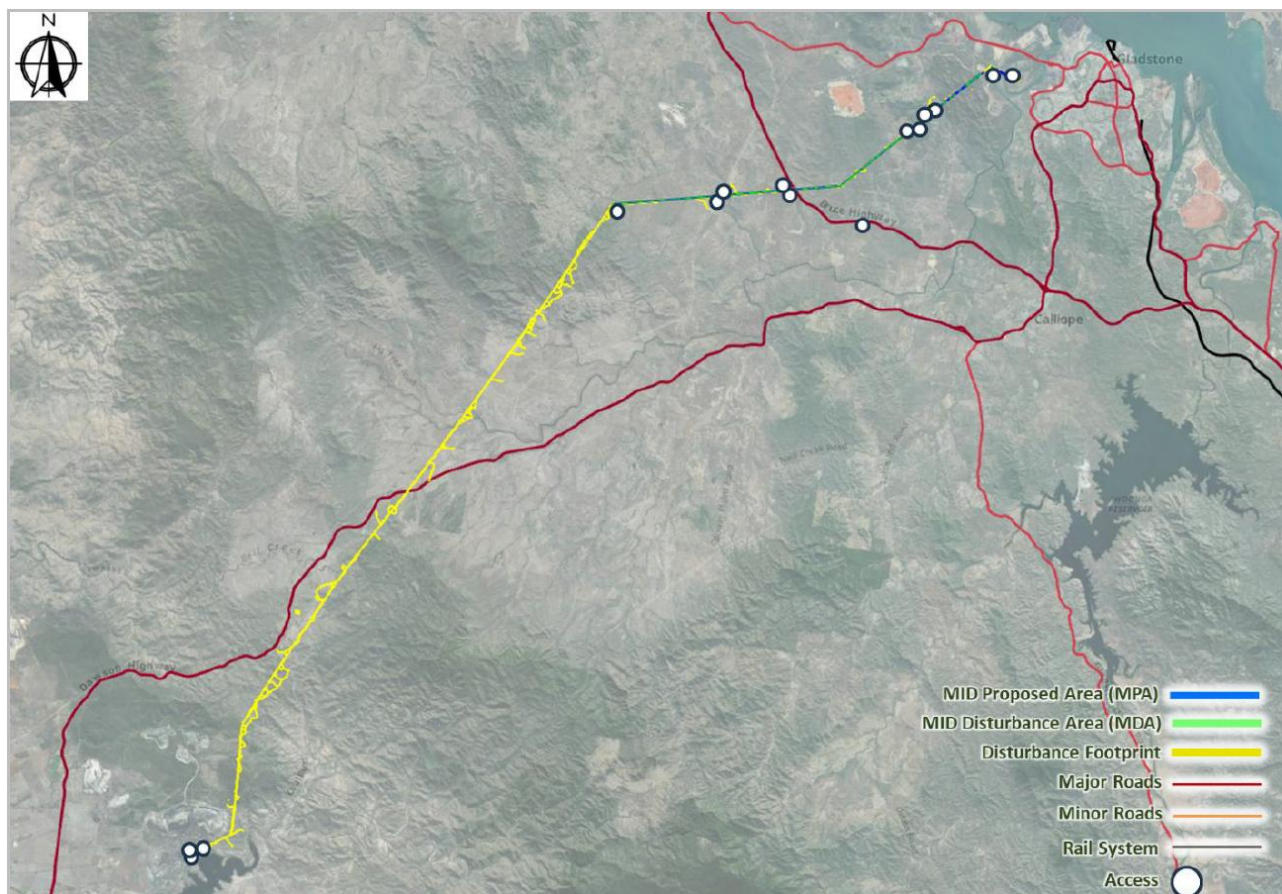 N
Gladstone
Bruce Highway
Calliope
Dawson Highway
MID Proposed Area (MPA)
MID Disturbance Area (MDA)
Disturbance Footprint
Major Roads
Minor Roads
Rail System
Access